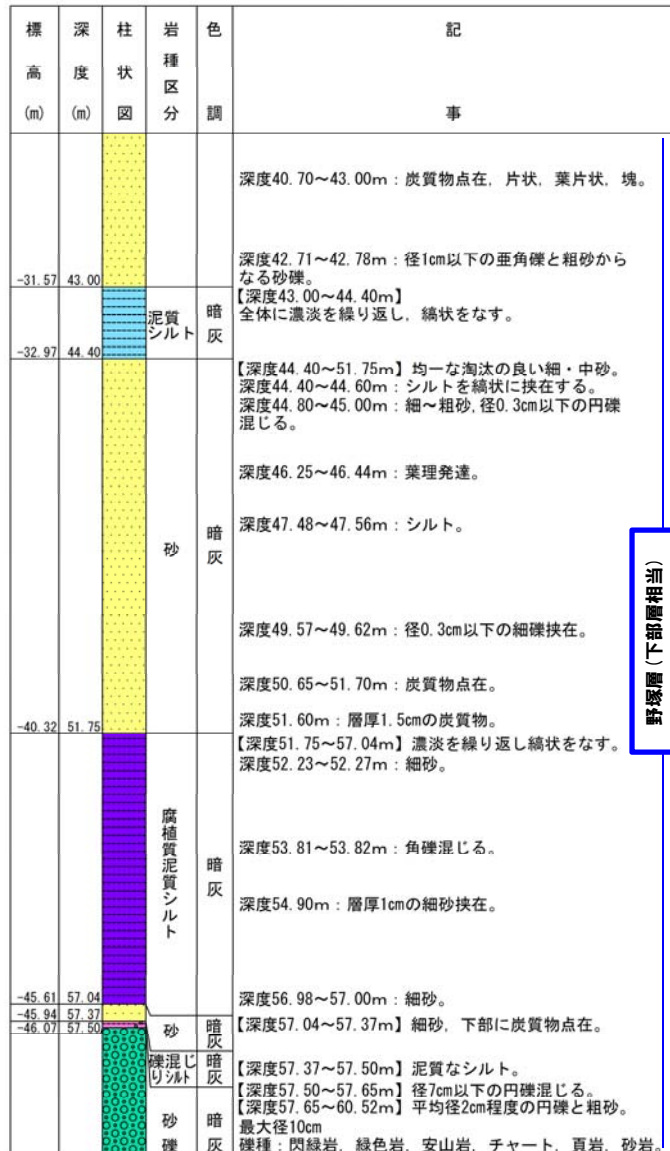 標高(m)
深度(m)
柱状図
岩種区分
色調
記事
深度40.70～43.00m：炭質物点在，片状，葉片状，塊。
深度42.71～42.78m：径1cm以下の亜角礫と粗砂から
なる砂礫。
-31.57 43.00
泥質
シルト
暗灰
【深度43.00～44.40m】
全体に濃淡を繰り返し，縞状をなす。
-32.97 44.40
砂
暗灰
【深度44.40～51.75m】均一な淘汰の良い細・中砂。
深度44.40～44.60m：シルトを縞状に挟在する。
深度44.80～45.00m：細～粗砂,径0.3cm以下の円礫
混じる。
深度46.25～46.44m：葉理発達。
深度47.48～47.56m：シルト。
深度49.57～49.62m：径0.3cm以下の細礫挟在。
深度50.65～51.70m：炭質物点在。
深度51.60m：層厚1.5cmの炭質物。
-40.32 51.75
野塚層(下部層相当)
腐植質泥質シルト
暗灰
【深度51.75～57.04m】濃淡を繰り返し縞状をなす。
深度52.23～52.27m：細砂。
深度53.81～53.82m：角礫混じる。
深度54.90m：層厚1cmの細砂挟在。
深度56.98～57.00m：細砂。
-45.61 57.04
-45.94 57.37
-46.07 57.50
砂
暗灰
【深度57.04～57.37m】細砂，下部に炭質物点在。
礫混じ
りシルト
暗灰
【深度57.37～57.50m】泥質なシルト。
砂礫
暗灰
【深度57.50～57.65m】径7cm以下の円礫混じる。
【深度57.65～60.52m】平均径2cm程度の円礫と粗砂。
最大径10cm
礫種：閃緑岩，緑色岩，安山岩，チャート，頁岩，砂岩。